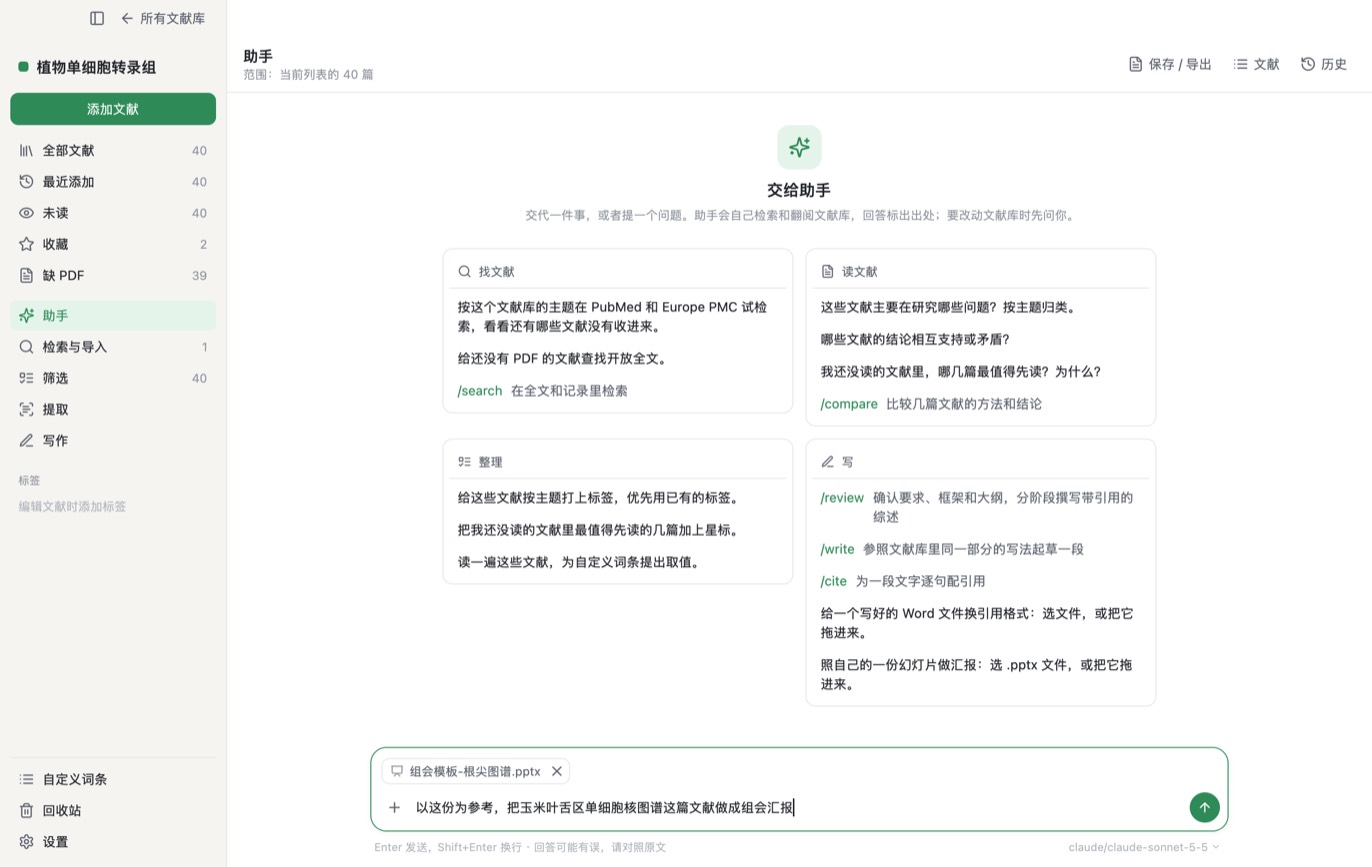 所有文献库
植物单细胞转录组
添加文献
全部文献 40
最近添加 40
未读 40
收藏 2
缺 PDF 39
助手
检索与导入 1
筛选 40
提取
写作
标签
编辑文献时添加标签
自定义词条
回收站
设置
助手
范围：当前列表的 40 篇
保存 / 导出
文献
历史
交给助手
交代一件事，或者提一个问题。助手会自己检索和翻阅文献库，回答标出出处；要改动文献库时先问你。
找文献
按这个文献库的主题在 PubMed 和 Europe PMC 试检
索，看看还有哪些文献没有收进来。
给还没有 PDF 的文献查找开放全文。
/search 在全文和记录里检索
读文献
这些文献主要在研究哪些问题？按主题归类。
哪些文献的结论相互支持或矛盾？
我还没读的文献里，哪几篇最值得先读？为什么？
/compare 比较几篇文献的方法和结论
整理
给这些文献按主题打上标签，优先用已有的标签。
把我还没读的文献里最值得先读的几篇加上星标。
读一遍这些文献，为自定义词条提出取值。
写
/review 确认要求、框架和大纲，分阶段撰写带引用的
综述
/write 参照文献库里同一部分的写法起草一段
/cite 为一段文字逐句配引用
给一个写好的 Word 文件换引用格式：选文件，或把它
拖进来。
照自己的一份幻灯片做汇报：选 .pptx 文件，或把它拖
进来。
组会模板-根尖图谱.pptx
以这份为参考，把玉米叶舌区单细胞核图谱这篇文献做成组会汇报
Enter 发送，Shift+Enter 换行 · 回答可能有误，请对照原文
claude/claude-sonnet-5-5